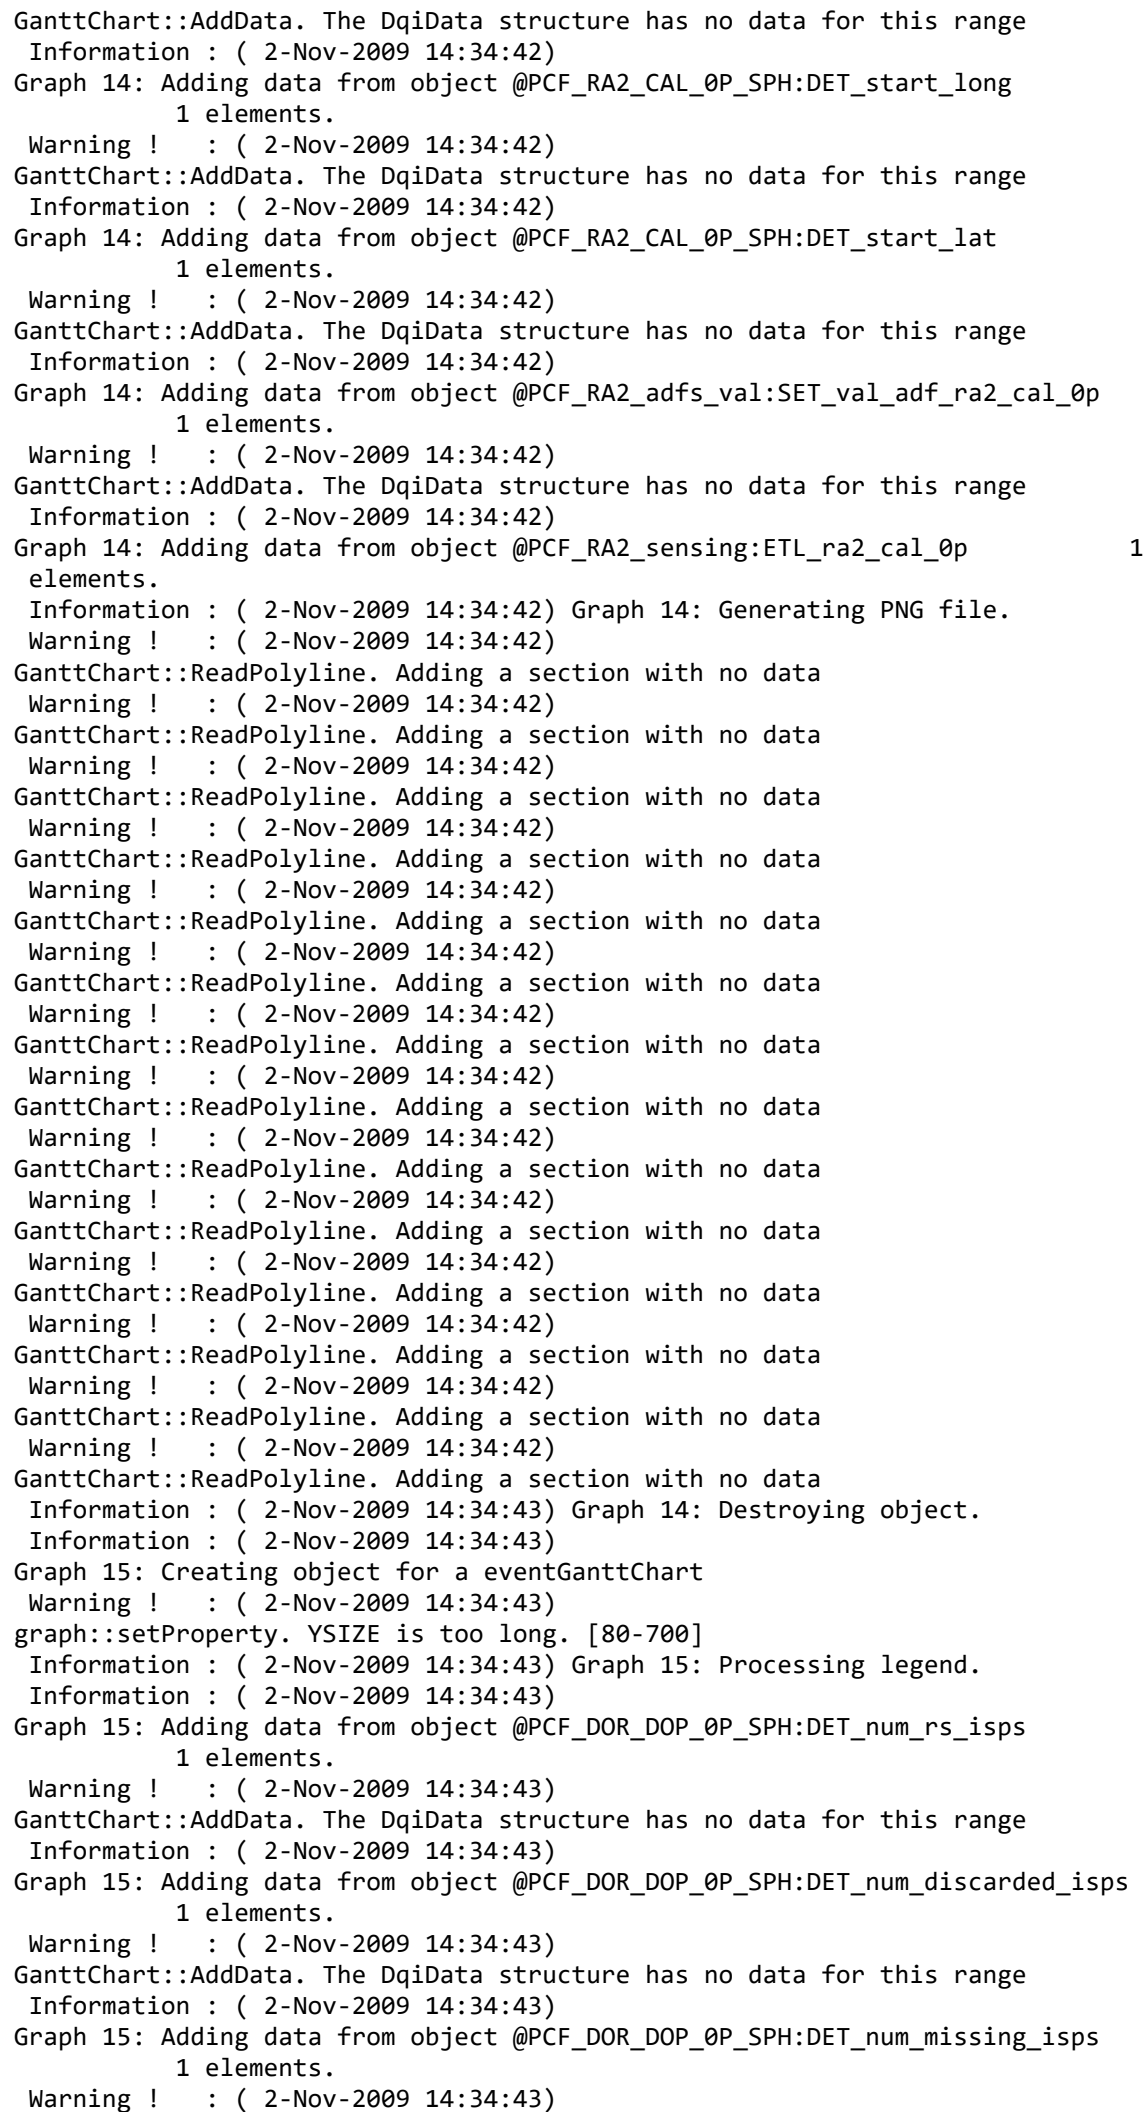 GanttChart::AddData. The DqiData structure has no data for this range
 Information : ( 2-Nov-2009 14:34:42)
Graph 14: Adding data from object @PCF_RA2_CAL_0P_SPH:DET_start_long
           1 elements.
 Warning !   : ( 2-Nov-2009 14:34:42)
GanttChart::AddData. The DqiData structure has no data for this range
 Information : ( 2-Nov-2009 14:34:42)
Graph 14: Adding data from object @PCF_RA2_CAL_0P_SPH:DET_start_lat
           1 elements.
 Warning !   : ( 2-Nov-2009 14:34:42)
GanttChart::AddData. The DqiData structure has no data for this range
 Information : ( 2-Nov-2009 14:34:42)
Graph 14: Adding data from object @PCF_RA2_adfs_val:SET_val_adf_ra2_cal_0p
           1 elements.
 Warning !   : ( 2-Nov-2009 14:34:42)
GanttChart::AddData. The DqiData structure has no data for this range
 Information : ( 2-Nov-2009 14:34:42)
Graph 14: Adding data from object @PCF_RA2_sensing:ETL_ra2_cal_0p           1
 elements.
 Information : ( 2-Nov-2009 14:34:42) Graph 14: Generating PNG file.
 Warning !   : ( 2-Nov-2009 14:34:42)
GanttChart::ReadPolyline. Adding a section with no data
 Warning !   : ( 2-Nov-2009 14:34:42)
GanttChart::ReadPolyline. Adding a section with no data
 Warning !   : ( 2-Nov-2009 14:34:42)
GanttChart::ReadPolyline. Adding a section with no data
 Warning !   : ( 2-Nov-2009 14:34:42)
GanttChart::ReadPolyline. Adding a section with no data
 Warning !   : ( 2-Nov-2009 14:34:42)
GanttChart::ReadPolyline. Adding a section with no data
 Warning !   : ( 2-Nov-2009 14:34:42)
GanttChart::ReadPolyline. Adding a section with no data
 Warning !   : ( 2-Nov-2009 14:34:42)
GanttChart::ReadPolyline. Adding a section with no data
 Warning !   : ( 2-Nov-2009 14:34:42)
GanttChart::ReadPolyline. Adding a section with no data
 Warning !   : ( 2-Nov-2009 14:34:42)
GanttChart::ReadPolyline. Adding a section with no data
 Warning !   : ( 2-Nov-2009 14:34:42)
GanttChart::ReadPolyline. Adding a section with no data
 Warning !   : ( 2-Nov-2009 14:34:42)
GanttChart::ReadPolyline. Adding a section with no data
 Warning !   : ( 2-Nov-2009 14:34:42)
GanttChart::ReadPolyline. Adding a section with no data
 Warning !   : ( 2-Nov-2009 14:34:42)
GanttChart::ReadPolyline. Adding a section with no data
 Warning !   : ( 2-Nov-2009 14:34:42)
GanttChart::ReadPolyline. Adding a section with no data
 Information : ( 2-Nov-2009 14:34:43) Graph 14: Destroying object.
 Information : ( 2-Nov-2009 14:34:43)
Graph 15: Creating object for a eventGanttChart
 Warning !   : ( 2-Nov-2009 14:34:43)
graph::setProperty. YSIZE is too long. [80-700]
 Information : ( 2-Nov-2009 14:34:43) Graph 15: Processing legend.
 Information : ( 2-Nov-2009 14:34:43)
Graph 15: Adding data from object @PCF_DOR_DOP_0P_SPH:DET_num_rs_isps
           1 elements.
 Warning !   : ( 2-Nov-2009 14:34:43)
GanttChart::AddData. The DqiData structure has no data for this range
 Information : ( 2-Nov-2009 14:34:43)
Graph 15: Adding data from object @PCF_DOR_DOP_0P_SPH:DET_num_discarded_isps
           1 elements.
 Warning !   : ( 2-Nov-2009 14:34:43)
GanttChart::AddData. The DqiData structure has no data for this range
 Information : ( 2-Nov-2009 14:34:43)
Graph 15: Adding data from object @PCF_DOR_DOP_0P_SPH:DET_num_missing_isps
           1 elements.
 Warning !   : ( 2-Nov-2009 14:34:43)